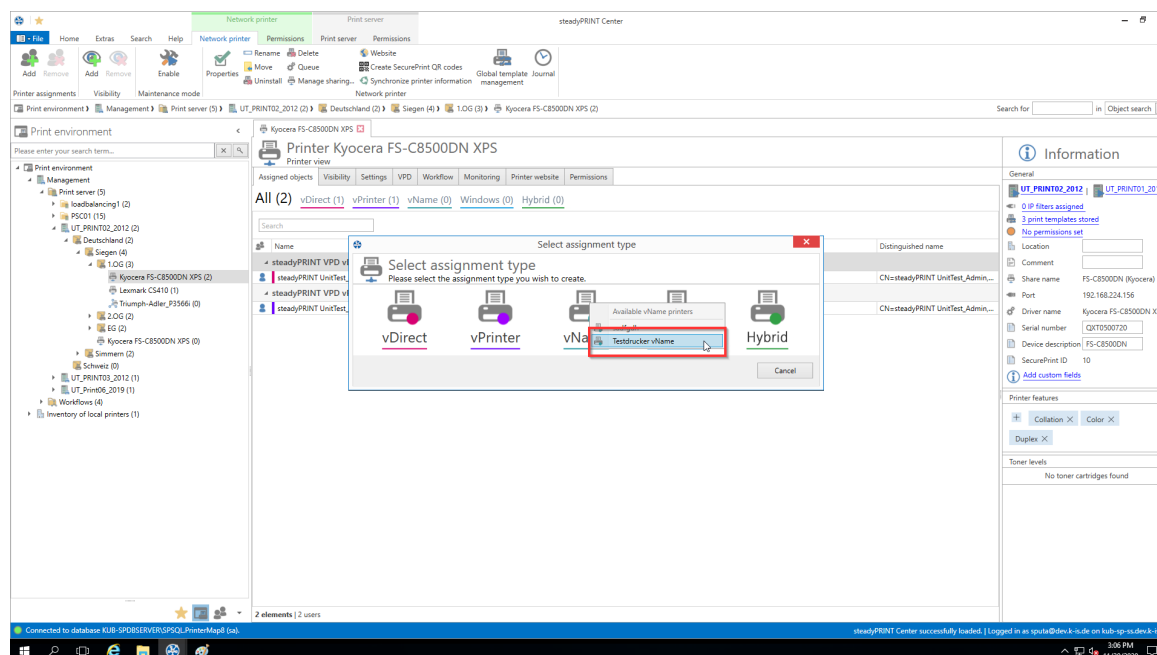 Network printer Print server steadyPRINT Center
File Home Extras Search Help Network printer Permissions Print server Permissions
Add Remove Add Remove Enable Properties Rename Delete Website
Move Queue Create SecurePrint QR codes Global template Journal
Uninstall Manage sharing... Synchronize printer information management
Printer assignments Visibility Maintenance mode Network printer
Print environment Management Print server (5) UT_PRINT02_2012 (2) Deutschland (2) Siegen (4) 1.OG (3) Kyocera FS-C8500DN XPS (2) Search for in Object search
Print environment
Please enter your search term...
Print environment
Management
Print server (5)
loadbalancing1 (2)
PSC01 (15)
UT_PRINT02_2012 (2)
Deutschland (2)
Siegen (4)
1.OG (3)
Kyocera FS-C8500DN XPS (2)
Lexmark CS410 (1)
Triumph-Adler_P3566i (0)
2.OG (2)
EG (2)
Kyocera FS-C8500DN XPS (0)
Simmern (2)
Schweiz (0)
UT_PRINT03_2012 (1)
UT_Print06_2019 (1)
Workflows (4)
Inventory of local printers (1)
Kyocera FS-C8500DN XPS
Printer Kyocera FS-C8500DN XPS
Printer view
Assigned objects Visibility Settings VPD Workflow Monitoring Printer website Permissions
All (2) vDirect (1) vPrinter (1) vName (0) Windows (0) Hybrid (0)
Search
Name Distinguished name
steadyPRINT VPD
steadyPRINT UnitTest CN=steadyPRINT UnitTest_Admin,...
steadyPRINT VPD
steadyPRINT UnitTest CN=steadyPRINT UnitTest_Admin,...
Select assignment type
Select assignment type
Please select the assignment type you wish to create.
vDirect vPrinter vNa Hybrid
Available vName printers
Testdrucker vName
Cancel
2 elements | 2 users
Information
General
UT_PRINT02_2012 | UT_PRINT01_20
0 IP filters assigned
3 print templates stored
No permissions set
Location
Comment
Share name FS-C8500DN (Kyocera)
Port 192.168.224.156
Driver name Kyocera FS-C8500DN X
Serial number QXT0500720
Device description FS-C8500DN
SecurePrint ID 10
Add custom fields
Printer features
Collation Color
Duplex
Toner levels
No toner cartridges found
Connected to database KUB-SPDBSERVER\SPSQL.PrinterMap8 (sa). steadyPRINT Center successfully loaded. | Logged in as sputa@dev.k-is.de on kub-sp-ss.dev.k-i
3:06 PM